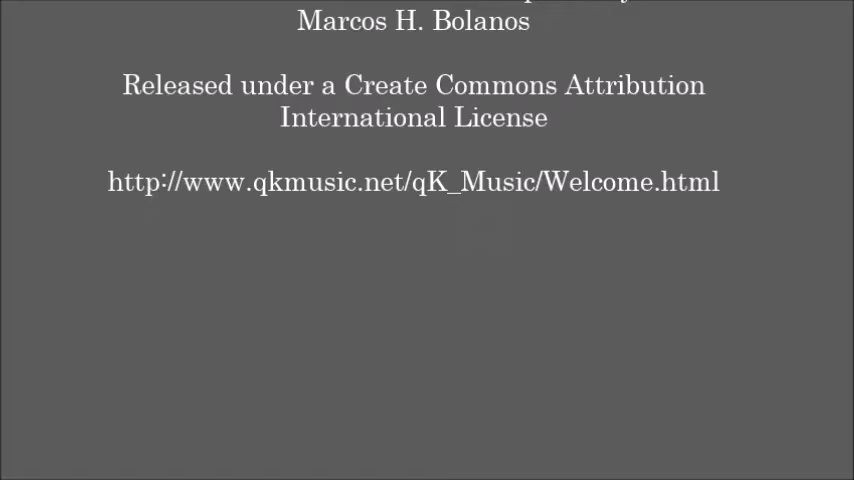 Marcos H. Bolanos
Released under a Create Commons Attribution
International License
http://www.qkmusic.net/qK_Music/Welcome.html